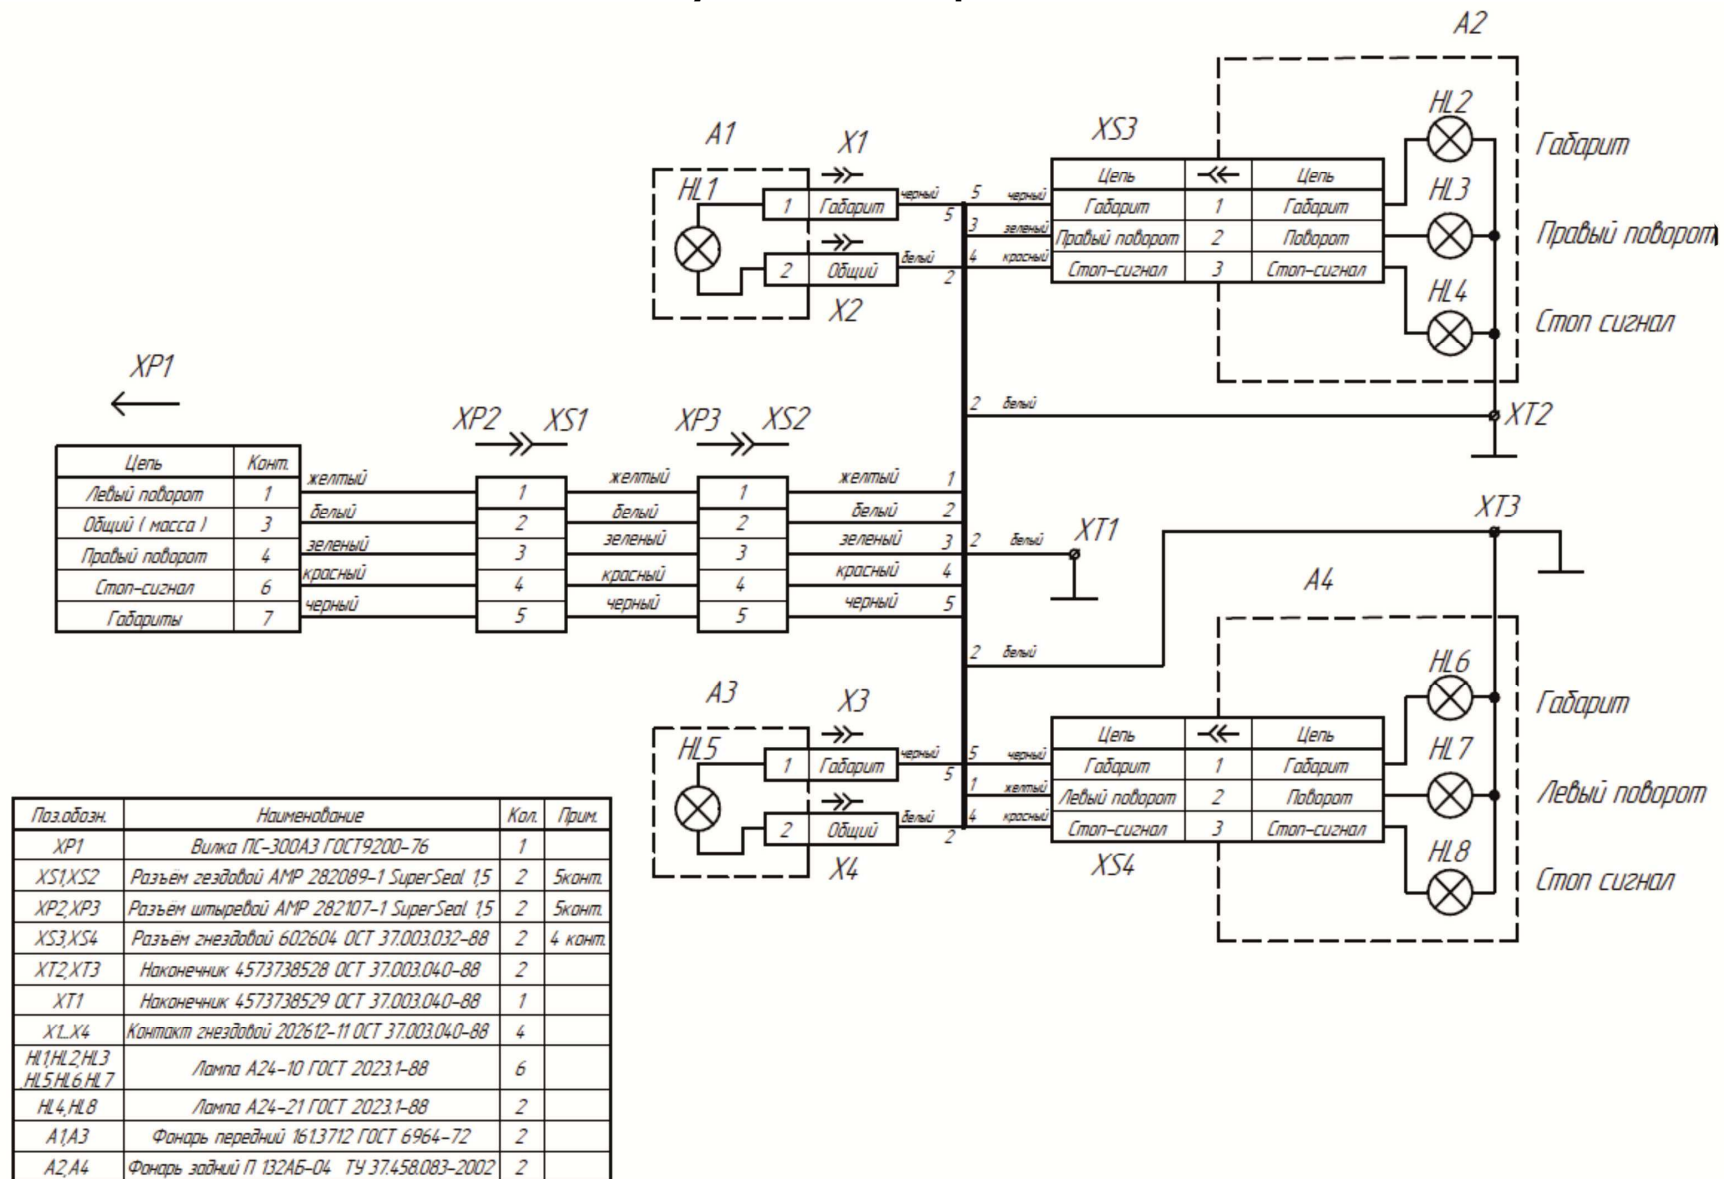 A2
A1
X1
XS3
HL2
Габарит
HL1
1
Габарит
черный
5
5
черный
Цепь
Цепь
Габарит
1
Габарит
HL3
3
зеленый
Правый поворот
2
Поворот
Правый поворот
2
Общий
белый
2
4
красный
Стоп-сигнал
3
Стоп-сигнал
HL4
X2
Стоп сигнал
XP1
XP2
XS1
XP3
XS2
2
белый
XT2
Цепь
Конт.
Левый поворот
1
желтый
1
желтый
1
желтый
1
Общий ( масса )
3
белый
2
белый
2
белый
2
Правый поворот
4
зеленый
3
зеленый
3
зеленый
3
Стоп-сигнал
6
красный
4
красный
4
красный
4
Габариты
7
черный
5
черный
5
черный
5
2
белый
XT1
XT3
A4
2
белый
A3
X3
HL6
Габарит
HL5
1
Габарит
черный
5
5
черный
Цепь
Цепь
Габарит
1
Габарит
HL7
1
желтый
Левый поворот
2
Поворот
Левый поворот
2
Общий
белый
2
4
красный
Стоп-сигнал
3
Стоп-сигнал
HL8
X4
XS4
Стоп сигнал
Поз.обозн. Наименование Кол. Прим.
XP1 Вилка ПС-300А3 ГОСТ9200-76 1
XS1,XS2 Разъём гездовой AMP 282089-1 SuperSeal 1,5 2 5конт.
XP2,XP3 Разъём штыревой AMP 282107-1 SuperSeal 1,5 2 5конт.
XS3,XS4 Разъём гнездовой 602604 ОСТ 37.003.032-88 2 4 конт.
XT2,XT3 Наконечник 4573738528 ОСТ 37.003.040-88 2
XT1 Наконечник 4573738529 ОСТ 37.003.040-88 1
X1...X4 Контакт гнездовой 202612-11 ОСТ 37.003.040-88 4
HL1,HL2,HL3
,HL5,HL6,HL7 Лампа А24-10 ГОСТ 2023.1-88 6
HL4,HL8 Лампа А24-21 ГОСТ 2023.1-88 2
A1,A3 Фонарь передний 161.3712 ГОСТ 6964-72 2
A2,A4 Фонарь задний П 132АБ-04 ТУ 37.458.083-2002 2